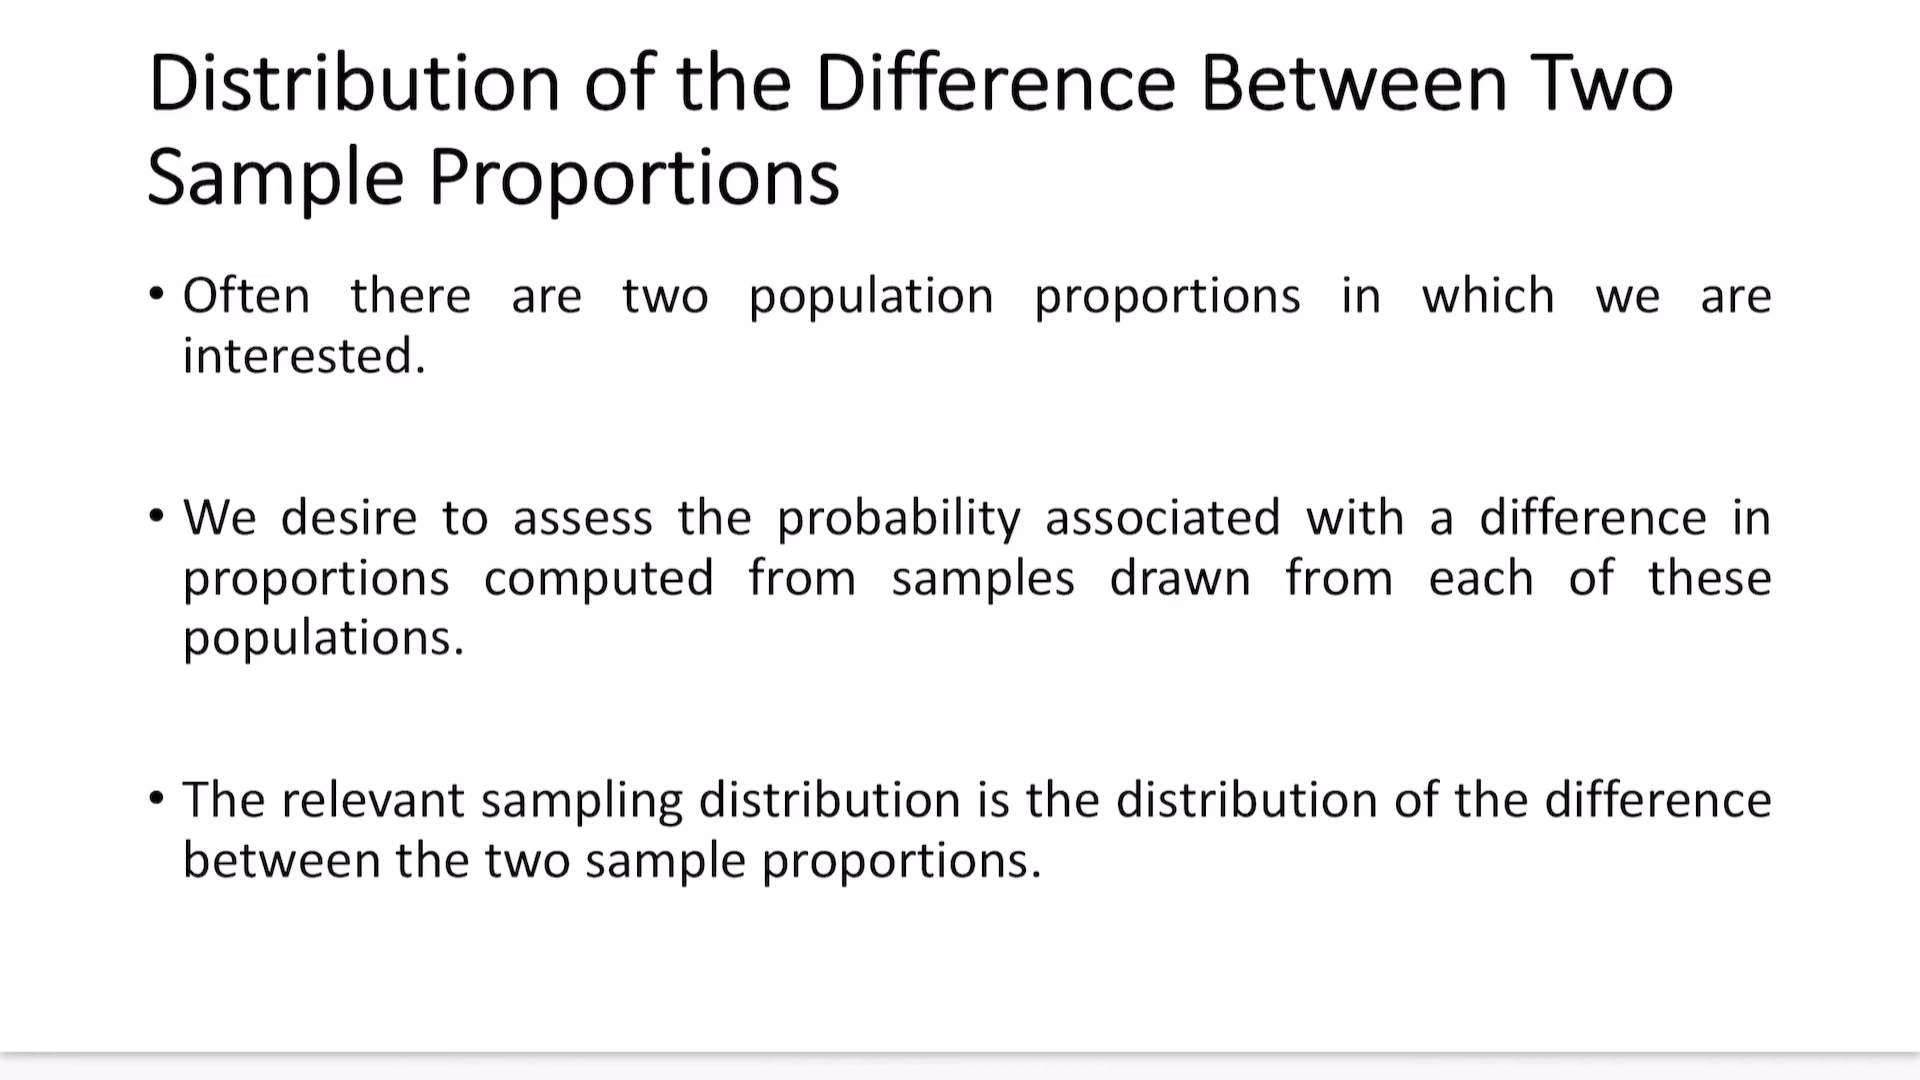 Distribution of the Difference Between Two
Sample Proportions
• Often there are two population proportions in which we are
interested.
• We desire to assess the probability associated with a difference in
proportions computed from samples drawn from each of these
populations.
• The relevant sampling distribution is the distribution of the difference
between the two sample proportions.